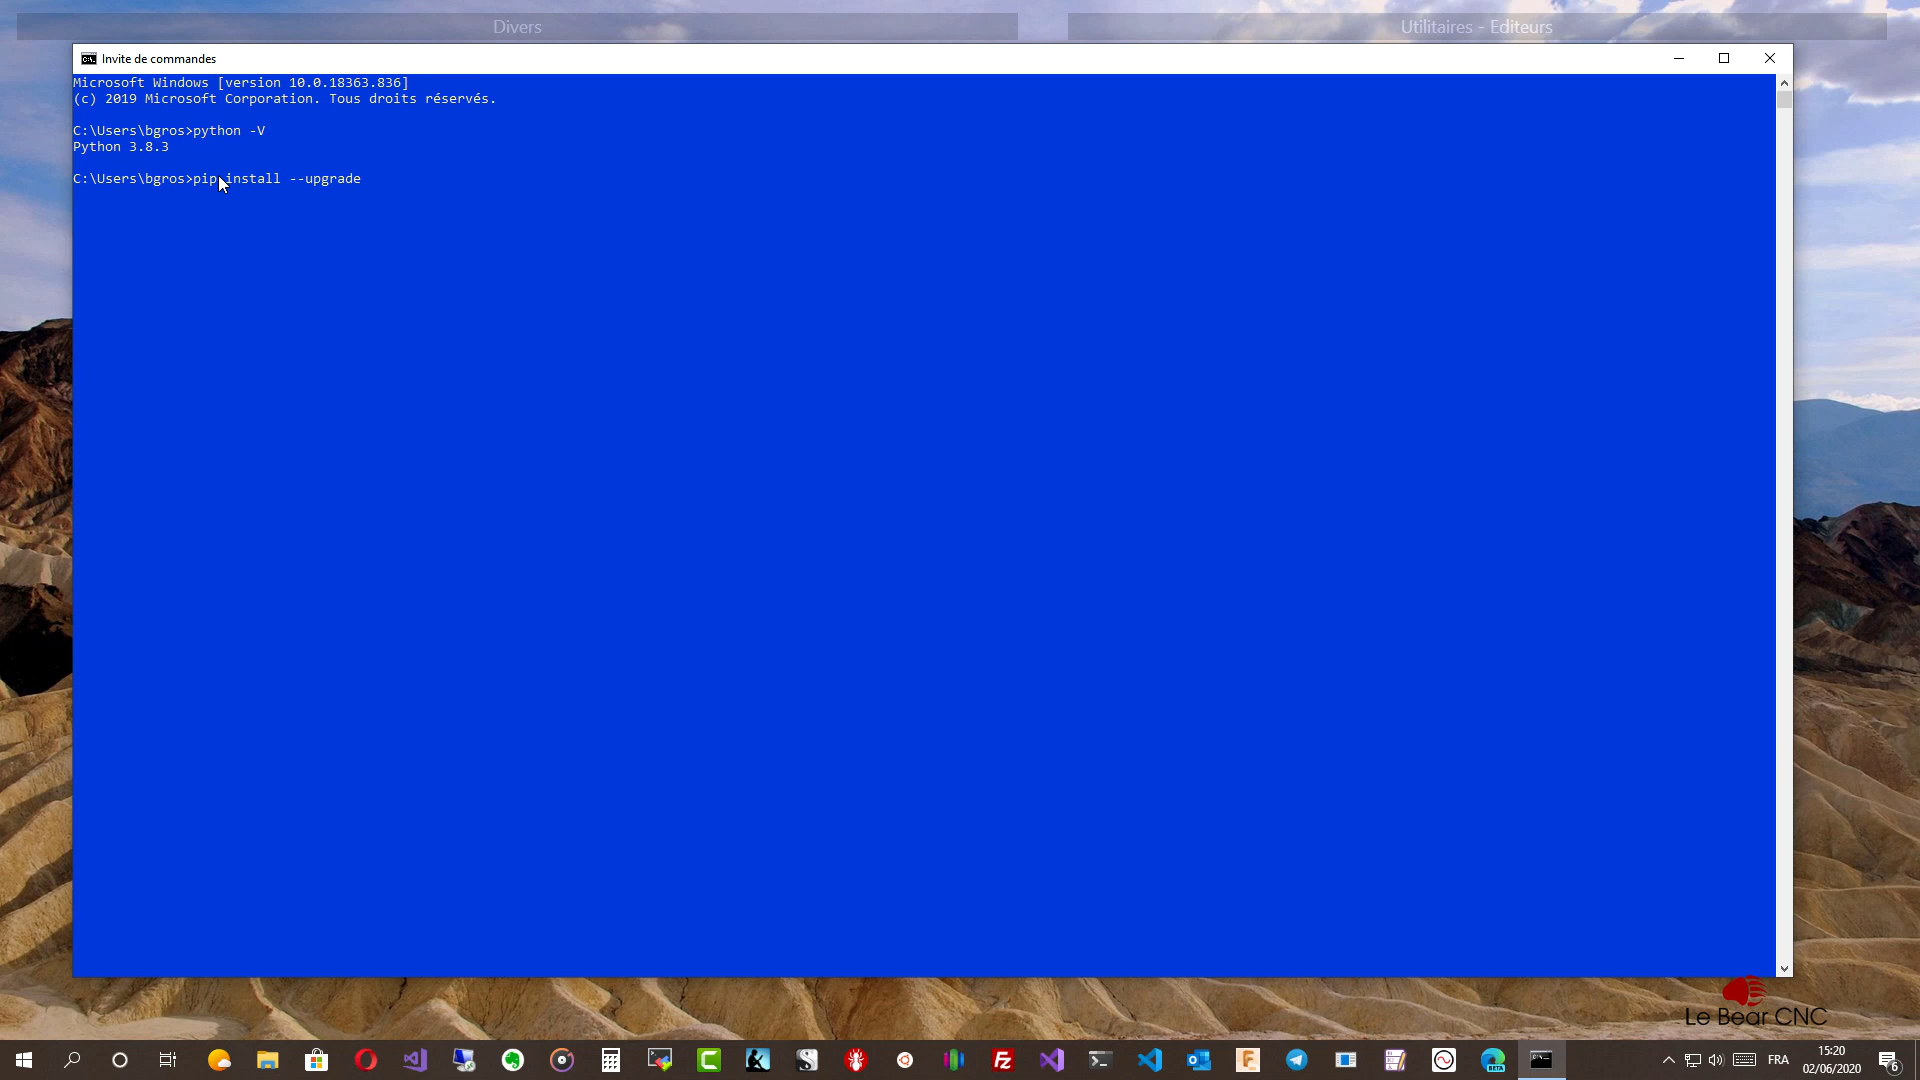 Divers
Utilitaires - Editeurs
Invite de commandes
Microsoft Windows [version 10.0.18363.836]
(c) 2019 Microsoft Corporation. Tous droits réservés.
C:\Users\bgros>python -V
Python 3.8.3
C:\Users\bgros>pip install --upgrade
Le Bear CNC
BETA
FRA
15:20
02/06/2020
6